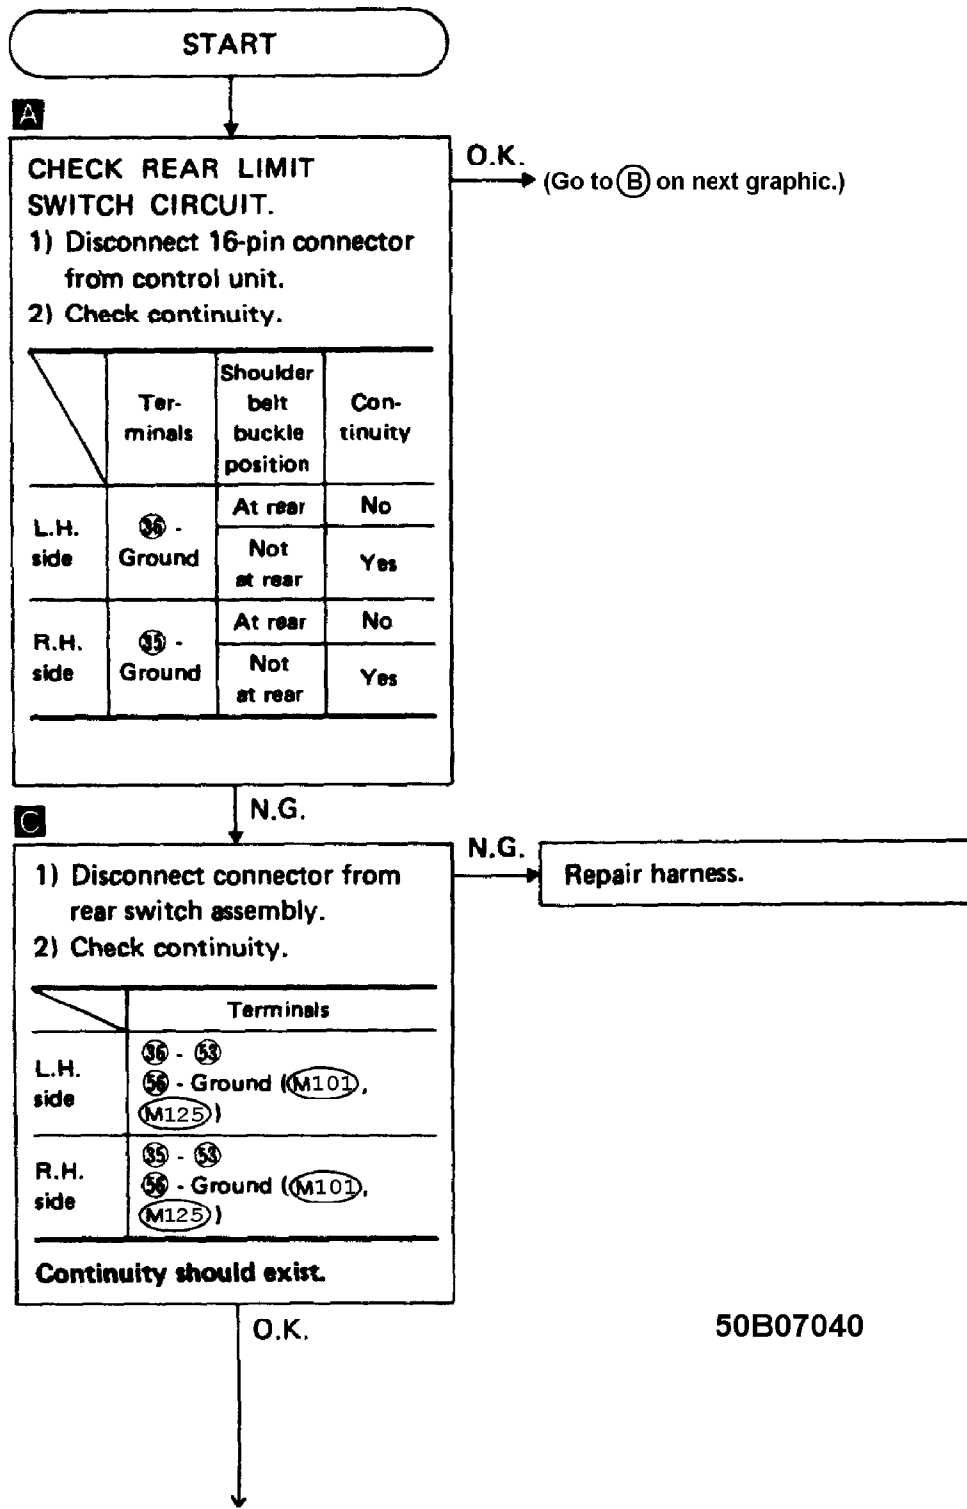 START
A
CHECK REAR LIMIT
SWITCH CIRCUIT.
1) Disconnect 16-pin connector
from control unit.
2) Check continuity.
Ter-
minals
Shoulder
belt
buckle
position
Con-
tinuity
L.H.
side
36 -
Ground
At rear
No
Not
at rear
Yes
R.H.
side
35 -
Ground
At rear
No
Not
at rear
Yes
O.K.
(Go to B on next graphic.)
N.G.
C
1) Disconnect connector from
rear switch assembly.
2) Check continuity.
Terminals
L.H.
side
36 - 53
56 - Ground (M101,
M125)
R.H.
side
35 - 53
56 - Ground (M101,
M125)
Continuity should exist.
N.G.
Repair harness.
O.K.
50B07040